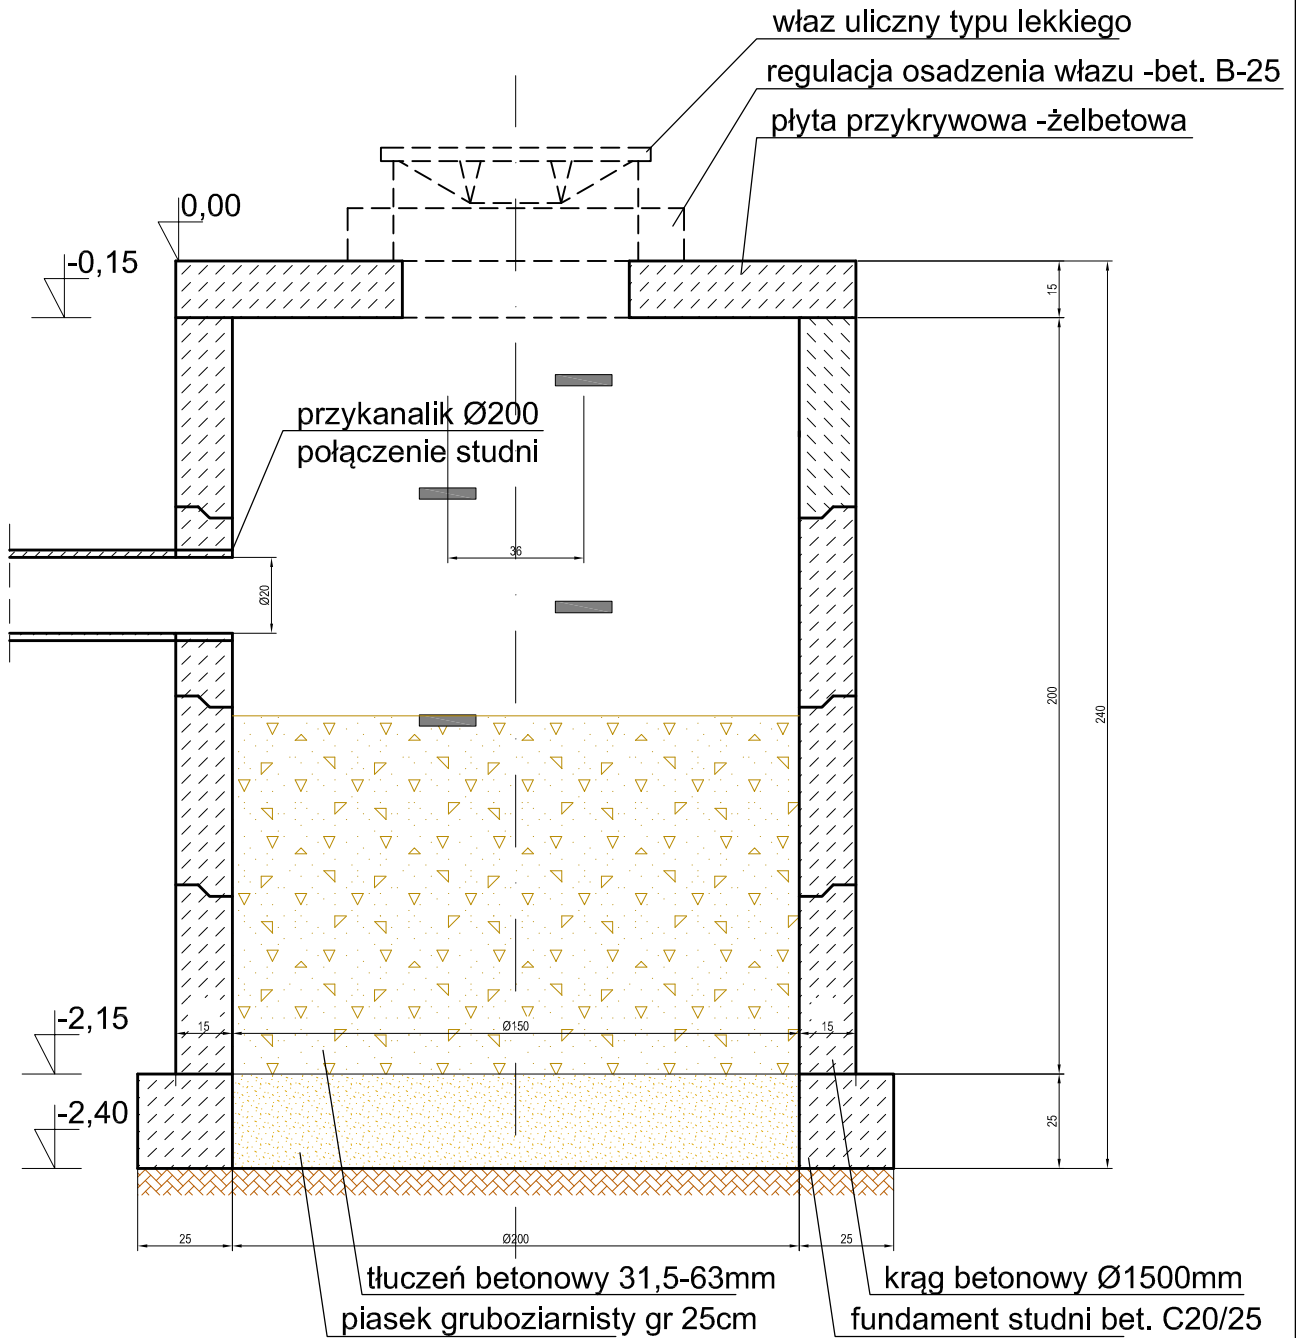 właz uliczny typu lekkiego
regulacja osadzenia włazu -bet. B-25
płyta przykrywowa -żelbetowa
0,00
-0,15
15
przykanalik Ø200
połączenie studni
36
Ø20
200
240
-2,15
15
Ø150
15
-2,40
25
25
Ø200
25
tłuczeń betonowy 31,5-63mm
krąg betonowy Ø1500mm
piasek gruboziarnisty gr 25cm
fundament studni bet. C20/25